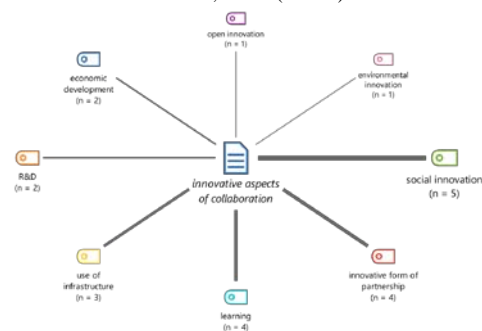 open innovation
(n = 1)
economic
development
(n = 2)
environmental
innovation
(n = 1)
R&D
(n = 2)
innovative aspects
of collaboration
social innovation
(n = 5)
use of
infrastructure
(n = 3)
learning
(n = 4)
innovative form of
partnership
(n = 4)